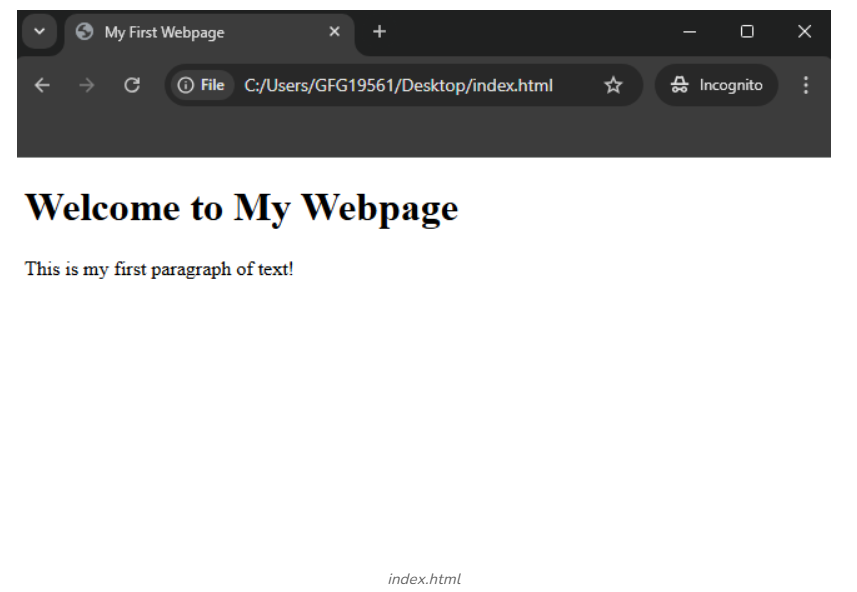 My First Webpage
File C:/Users/GFG19561/Desktop/index.html Incognito
Welcome to My Webpage
This is my first paragraph of text!
index.html